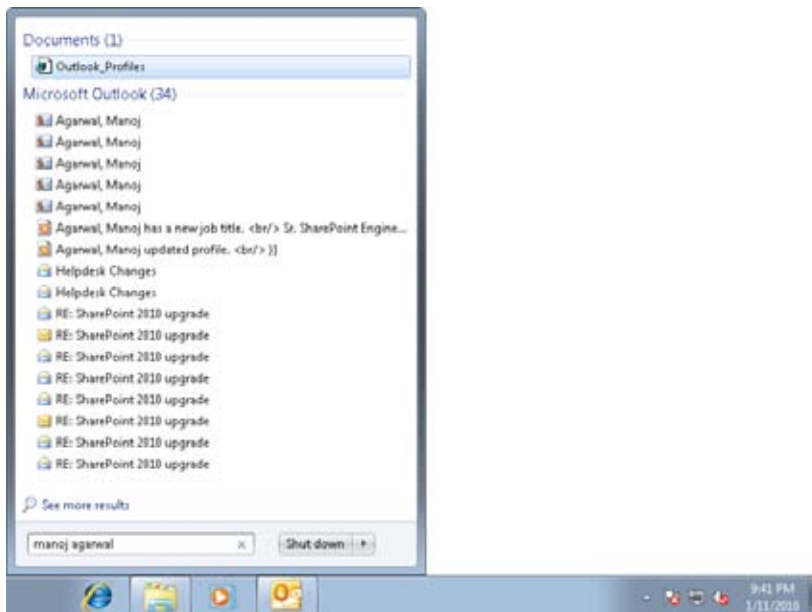 Documents (1)
Outlook_Profiles
Microsoft Outlook (34)
Agarwal, Manoj
Agarwal, Manoj
Agarwal, Manoj
Agarwal, Manoj
Agarwal, Manoj
Agarwal, Manoj has a new job title. <br/> Sr. SharePoint Engine...
Agarwal, Manoj updated profile. <br/> }}
Helpdesk Changes
Helpdesk Changes
RE: SharePoint 2010 upgrade
RE: SharePoint 2010 upgrade
RE: SharePoint 2010 upgrade
RE: SharePoint 2010 upgrade
RE: SharePoint 2010 upgrade
RE: SharePoint 2010 upgrade
RE: SharePoint 2010 upgrade
RE: SharePoint 2010 upgrade
See more results
manoj agarwal
Shut down
9:41 PM
1/11/2010